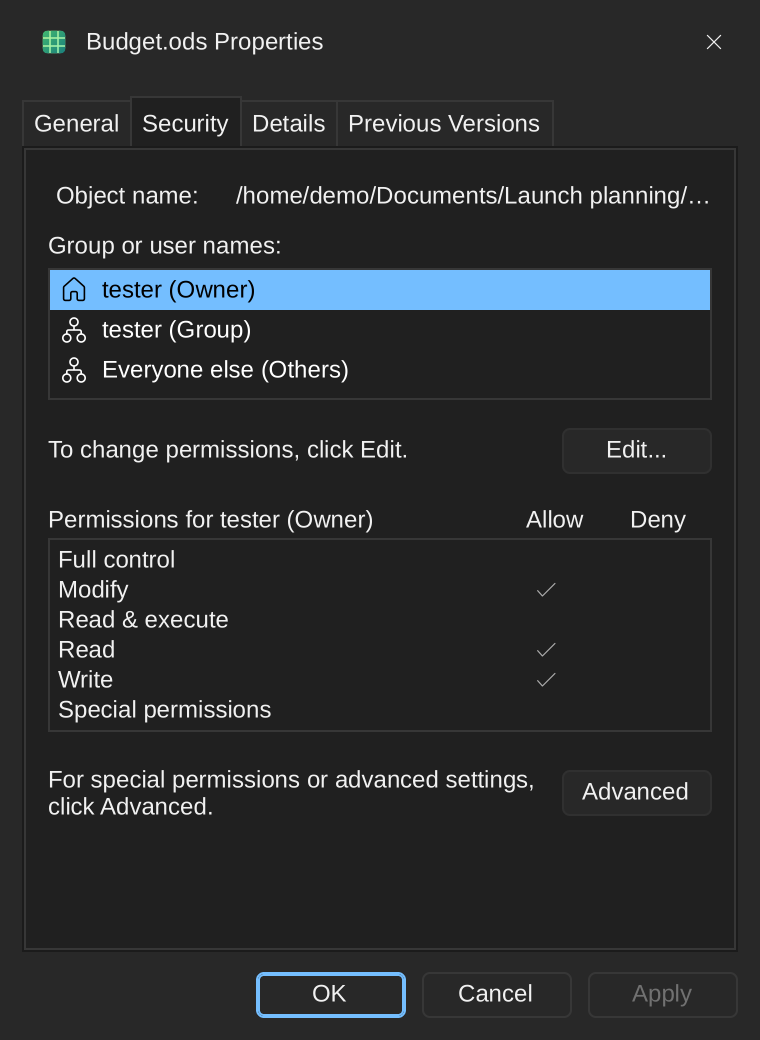 Budget.ods Properties
General Security Details Previous Versions
Object name: /home/demo/Documents/Launch planning/…
Group or user names:
tester (Owner)
tester (Group)
Everyone else (Others)
To change permissions, click Edit. Edit...
Permissions for tester (Owner) Allow Deny
Full control
Modify
Read & execute
Read
Write
Special permissions
For special permissions or advanced settings,
click Advanced. Advanced
OK Cancel Apply